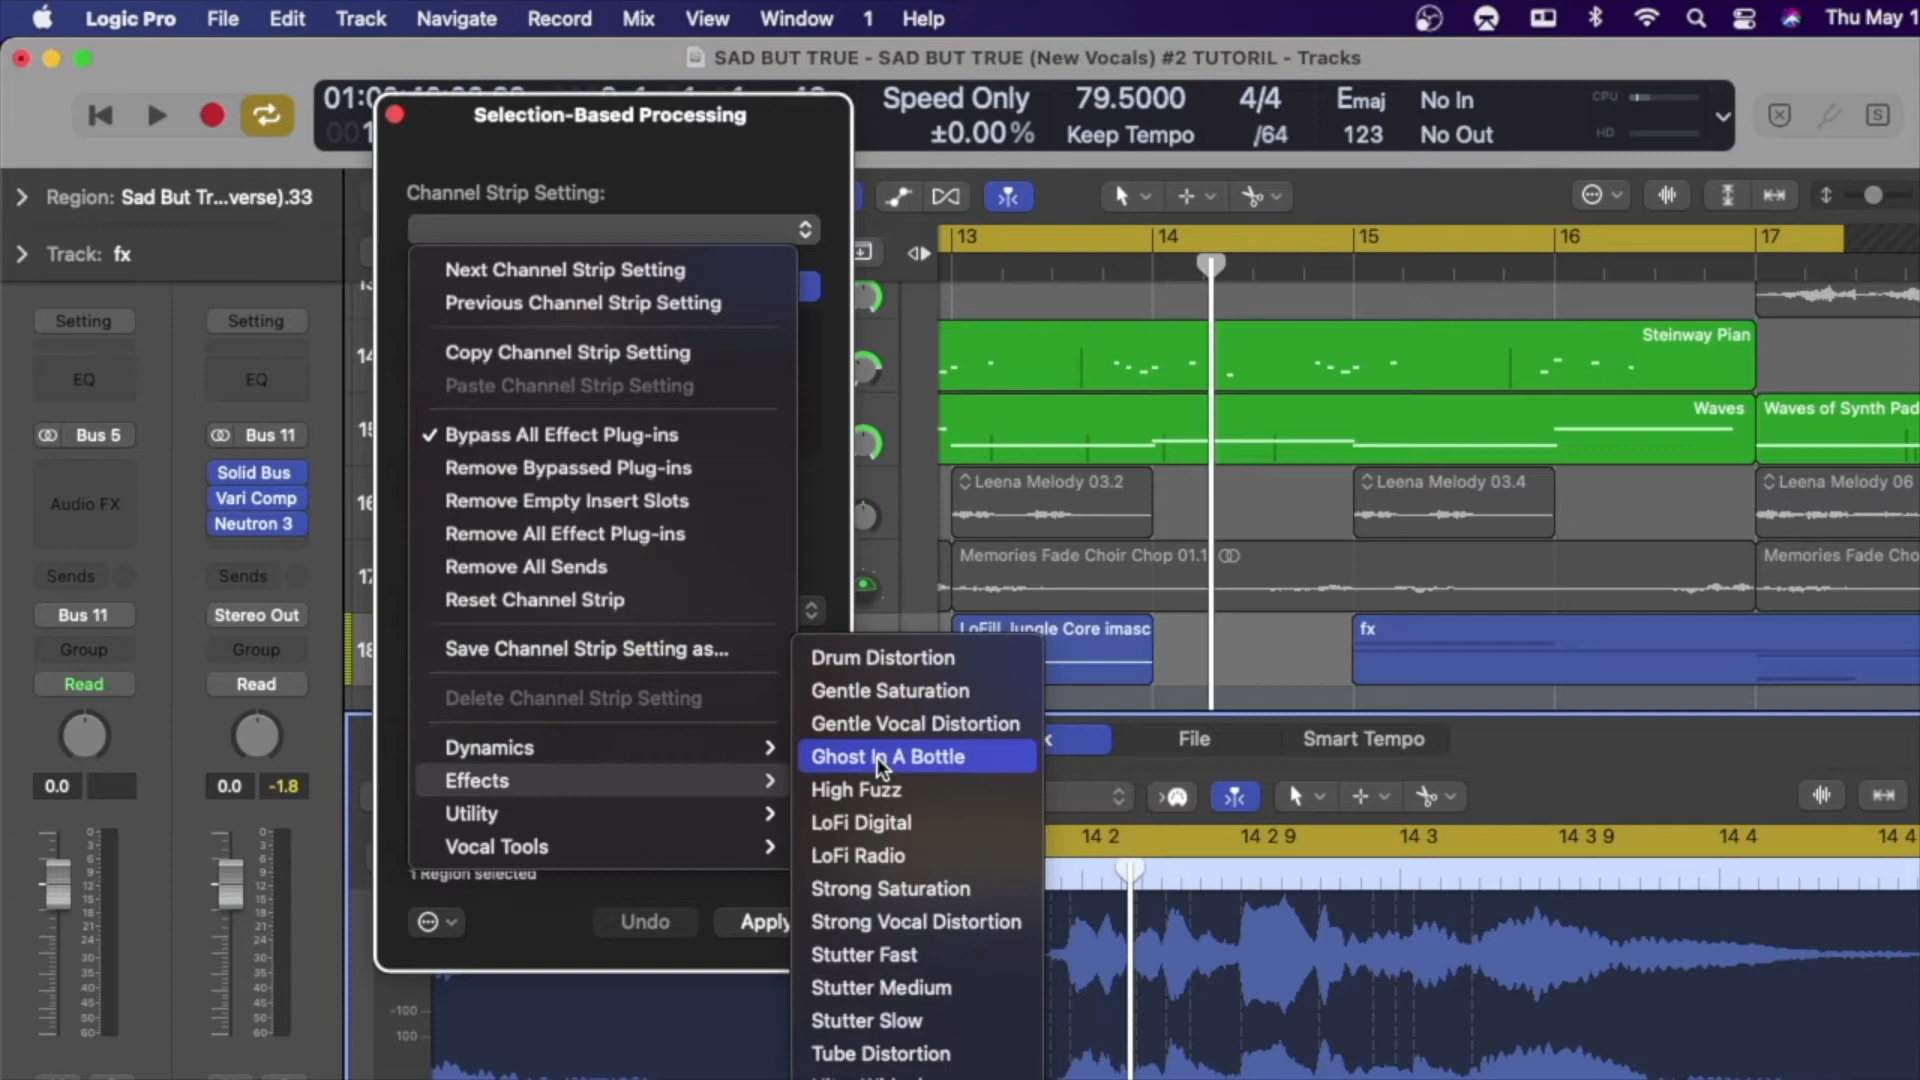 Logic Pro File Edit Track Navigate Record Mix View Window 1 Help Thu May 1
SAD BUT TRUE - SAD BUT TRUE (New Vocals) #2 TUTORIL - Tracks
Speed Only 79.5000 4/4 Emaj No In CPU
±0.00% Keep Tempo /64 123 No Out HD
Selection-Based Processing
Channel Strip Setting:
Region: Sad But Tr...verse).33
Track: fx
13 14 15 16 17
Next Channel Strip Setting
Previous Channel Strip Setting
Copy Channel Strip Setting
Paste Channel Strip Setting
Bypass All Effect Plug-ins
Remove Bypassed Plug-ins
Remove Empty Insert Slots
Remove All Effect Plug-ins
Remove All Sends
Reset Channel Strip
Save Channel Strip Setting as...
Delete Channel Strip Setting
Dynamics
Effects
Utility
Vocal Tools
1 Region selected
Undo Apply
Drum Distortion
Gentle Saturation
Gentle Vocal Distortion
Ghost In A Bottle
High Fuzz
LoFi Digital
LoFi Radio
Strong Saturation
Strong Vocal Distortion
Stutter Fast
Stutter Medium
Stutter Slow
Tube Distortion
Setting Setting
EQ EQ
Bus 5 Bus 11
Solid Bus
Vari Comp
Neutron 3
Audio FX
Sends Sends
Bus 11 Stereo Out
Group Group
Read Read
0.0 0.0 -1.8
Steinway Pian
Waves Waves of Synth Pad
Leena Melody 03.2 Leena Melody 03.4 Leena Melody 06
Memories Fade Choir Chop 01.1 Memories Fade Cho
LoFill Jungle Core imasc fx
File Smart Tempo
14 2 14 2 9 14 3 14 3 9 14 4 14 4
-100
100